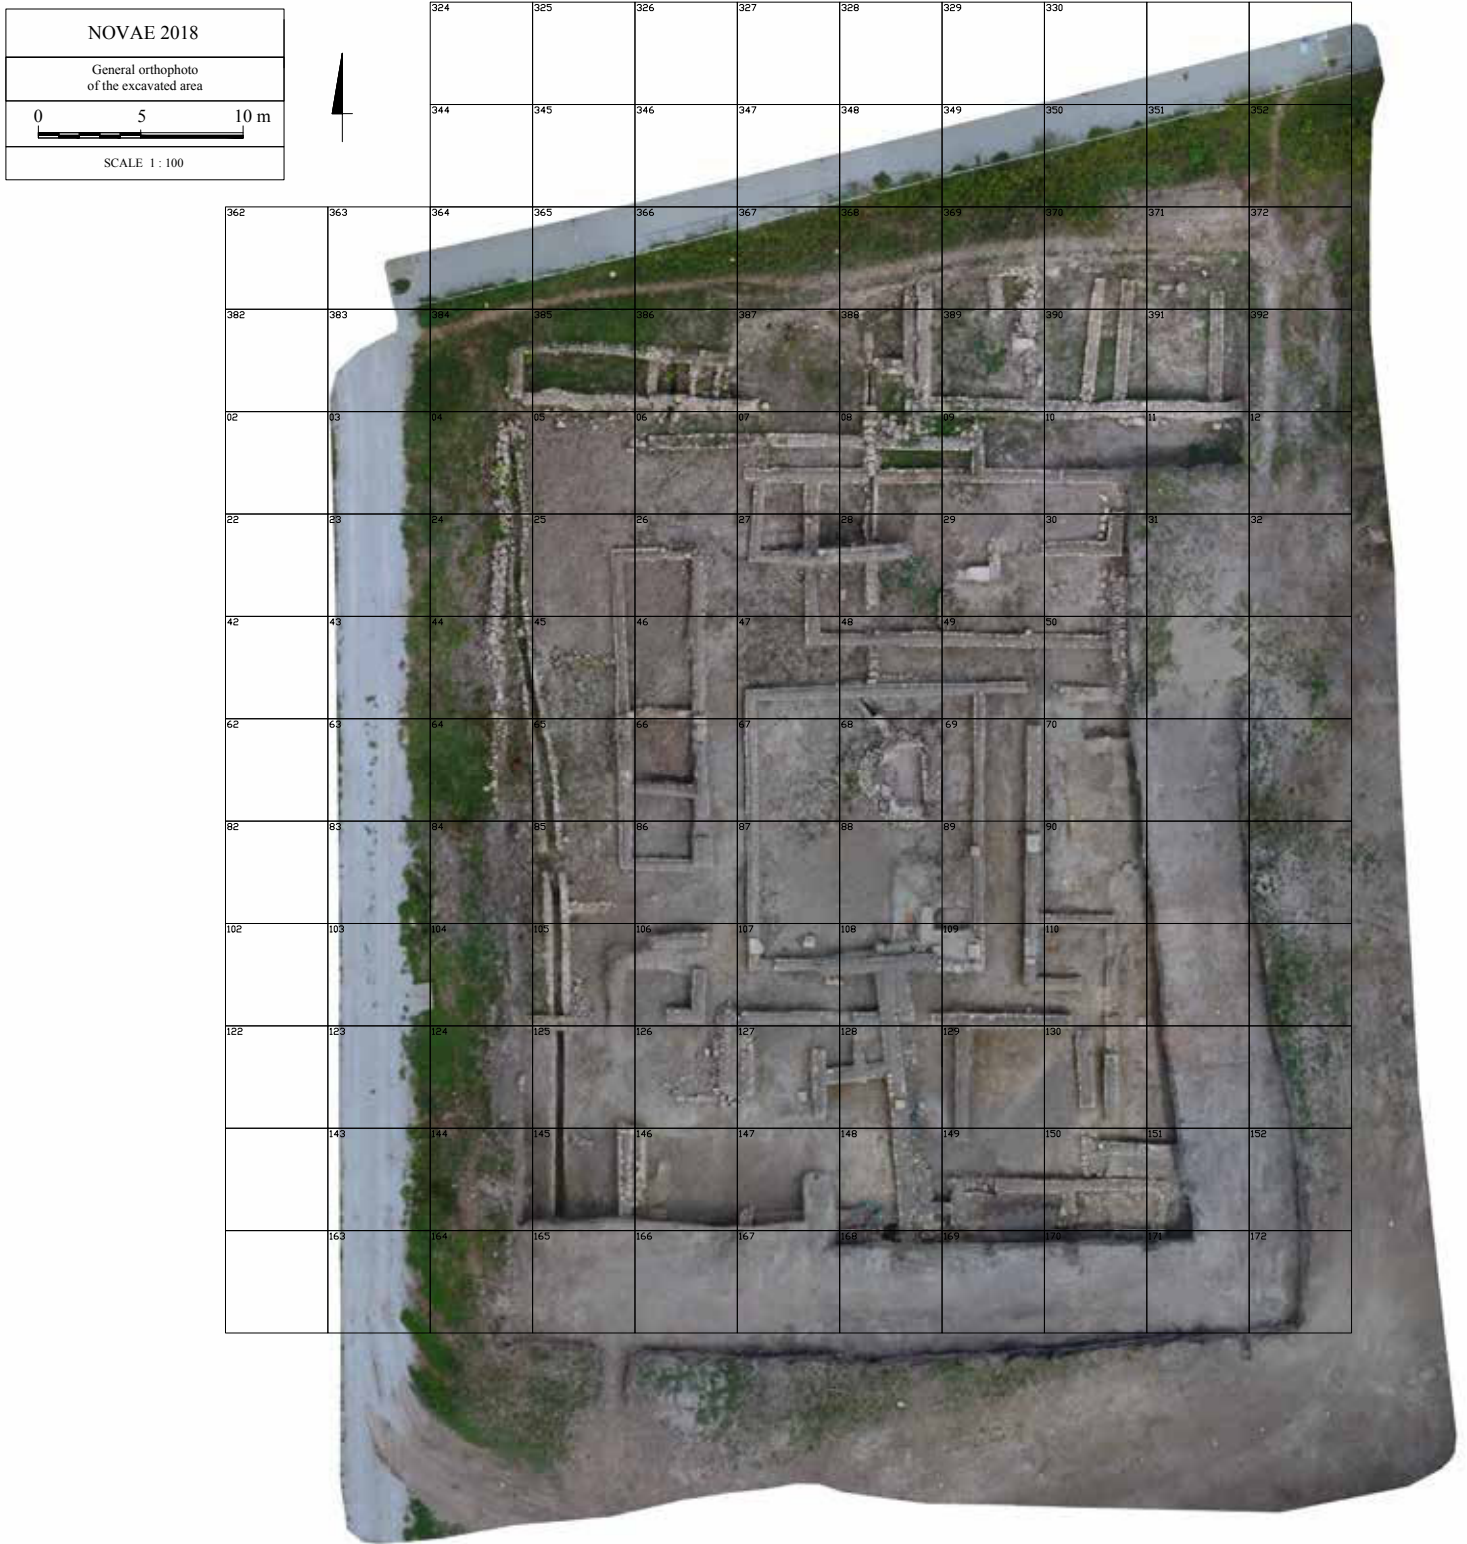 NOVAE 2018
General orthophoto
of the excavated area
0 5 10 m
SCALE 1 : 100
324 325 326 327 328 329 330
344 345 346 347 348 349 350 351 352
362 363 364 365 366 367 368 369 370 371 372
382 383 384 385 386 387 388 389 390 391 392
02 03 04 05 06 07 08 09 10 11 12
22 23 24 25 26 27 28 29 30 31 32
42 43 44 45 46 47 48 49 50
62 63 64 65 66 67 68 69 70
82 83 84 85 86 87 88 89 90
102 103 104 105 106 107 108 109 110
122 123 124 125 126 127 128 129 130
143 144 145 146 147 148 149 150 151 152
163 164 165 166 167 168 169 170 171 172